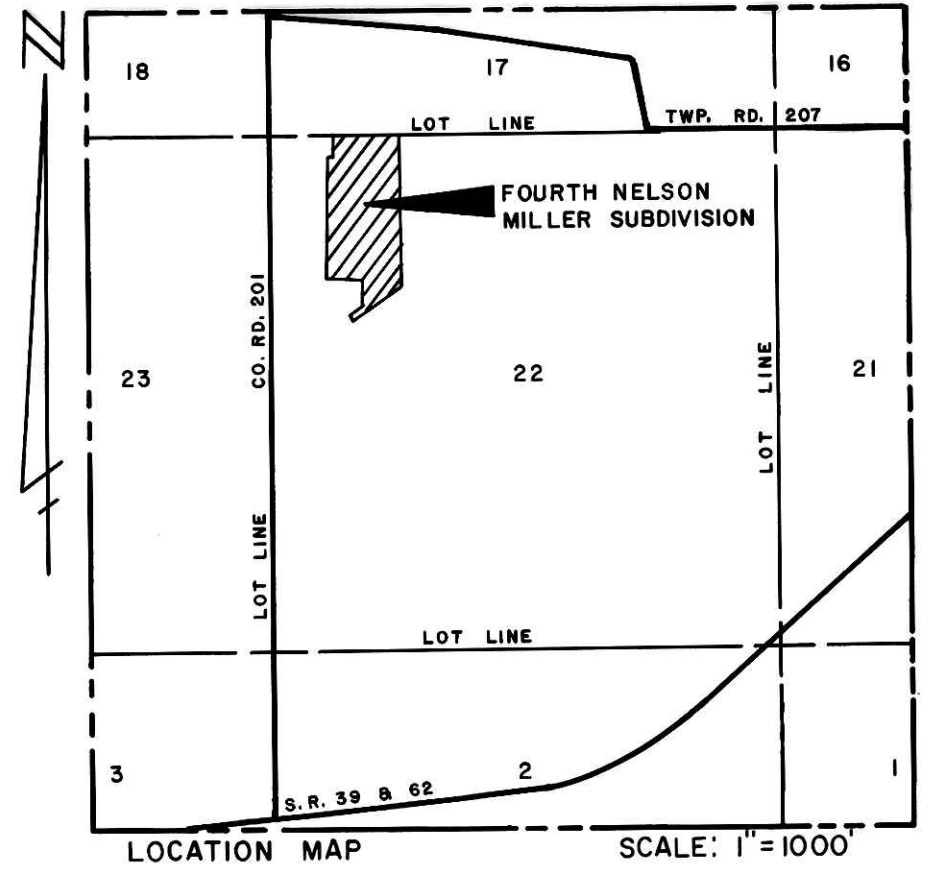 N
18
17
16
LOT LINE
TWP. RD. 207
FOURTH NELSON
MILLER SUBDIVISION
CO. RD. 201
23
22
LOT LINE
21
LOT LINE
LOT LINE
3
2
1
S.R. 39 & 62
LOCATION MAP
SCALE: 1"=1000'